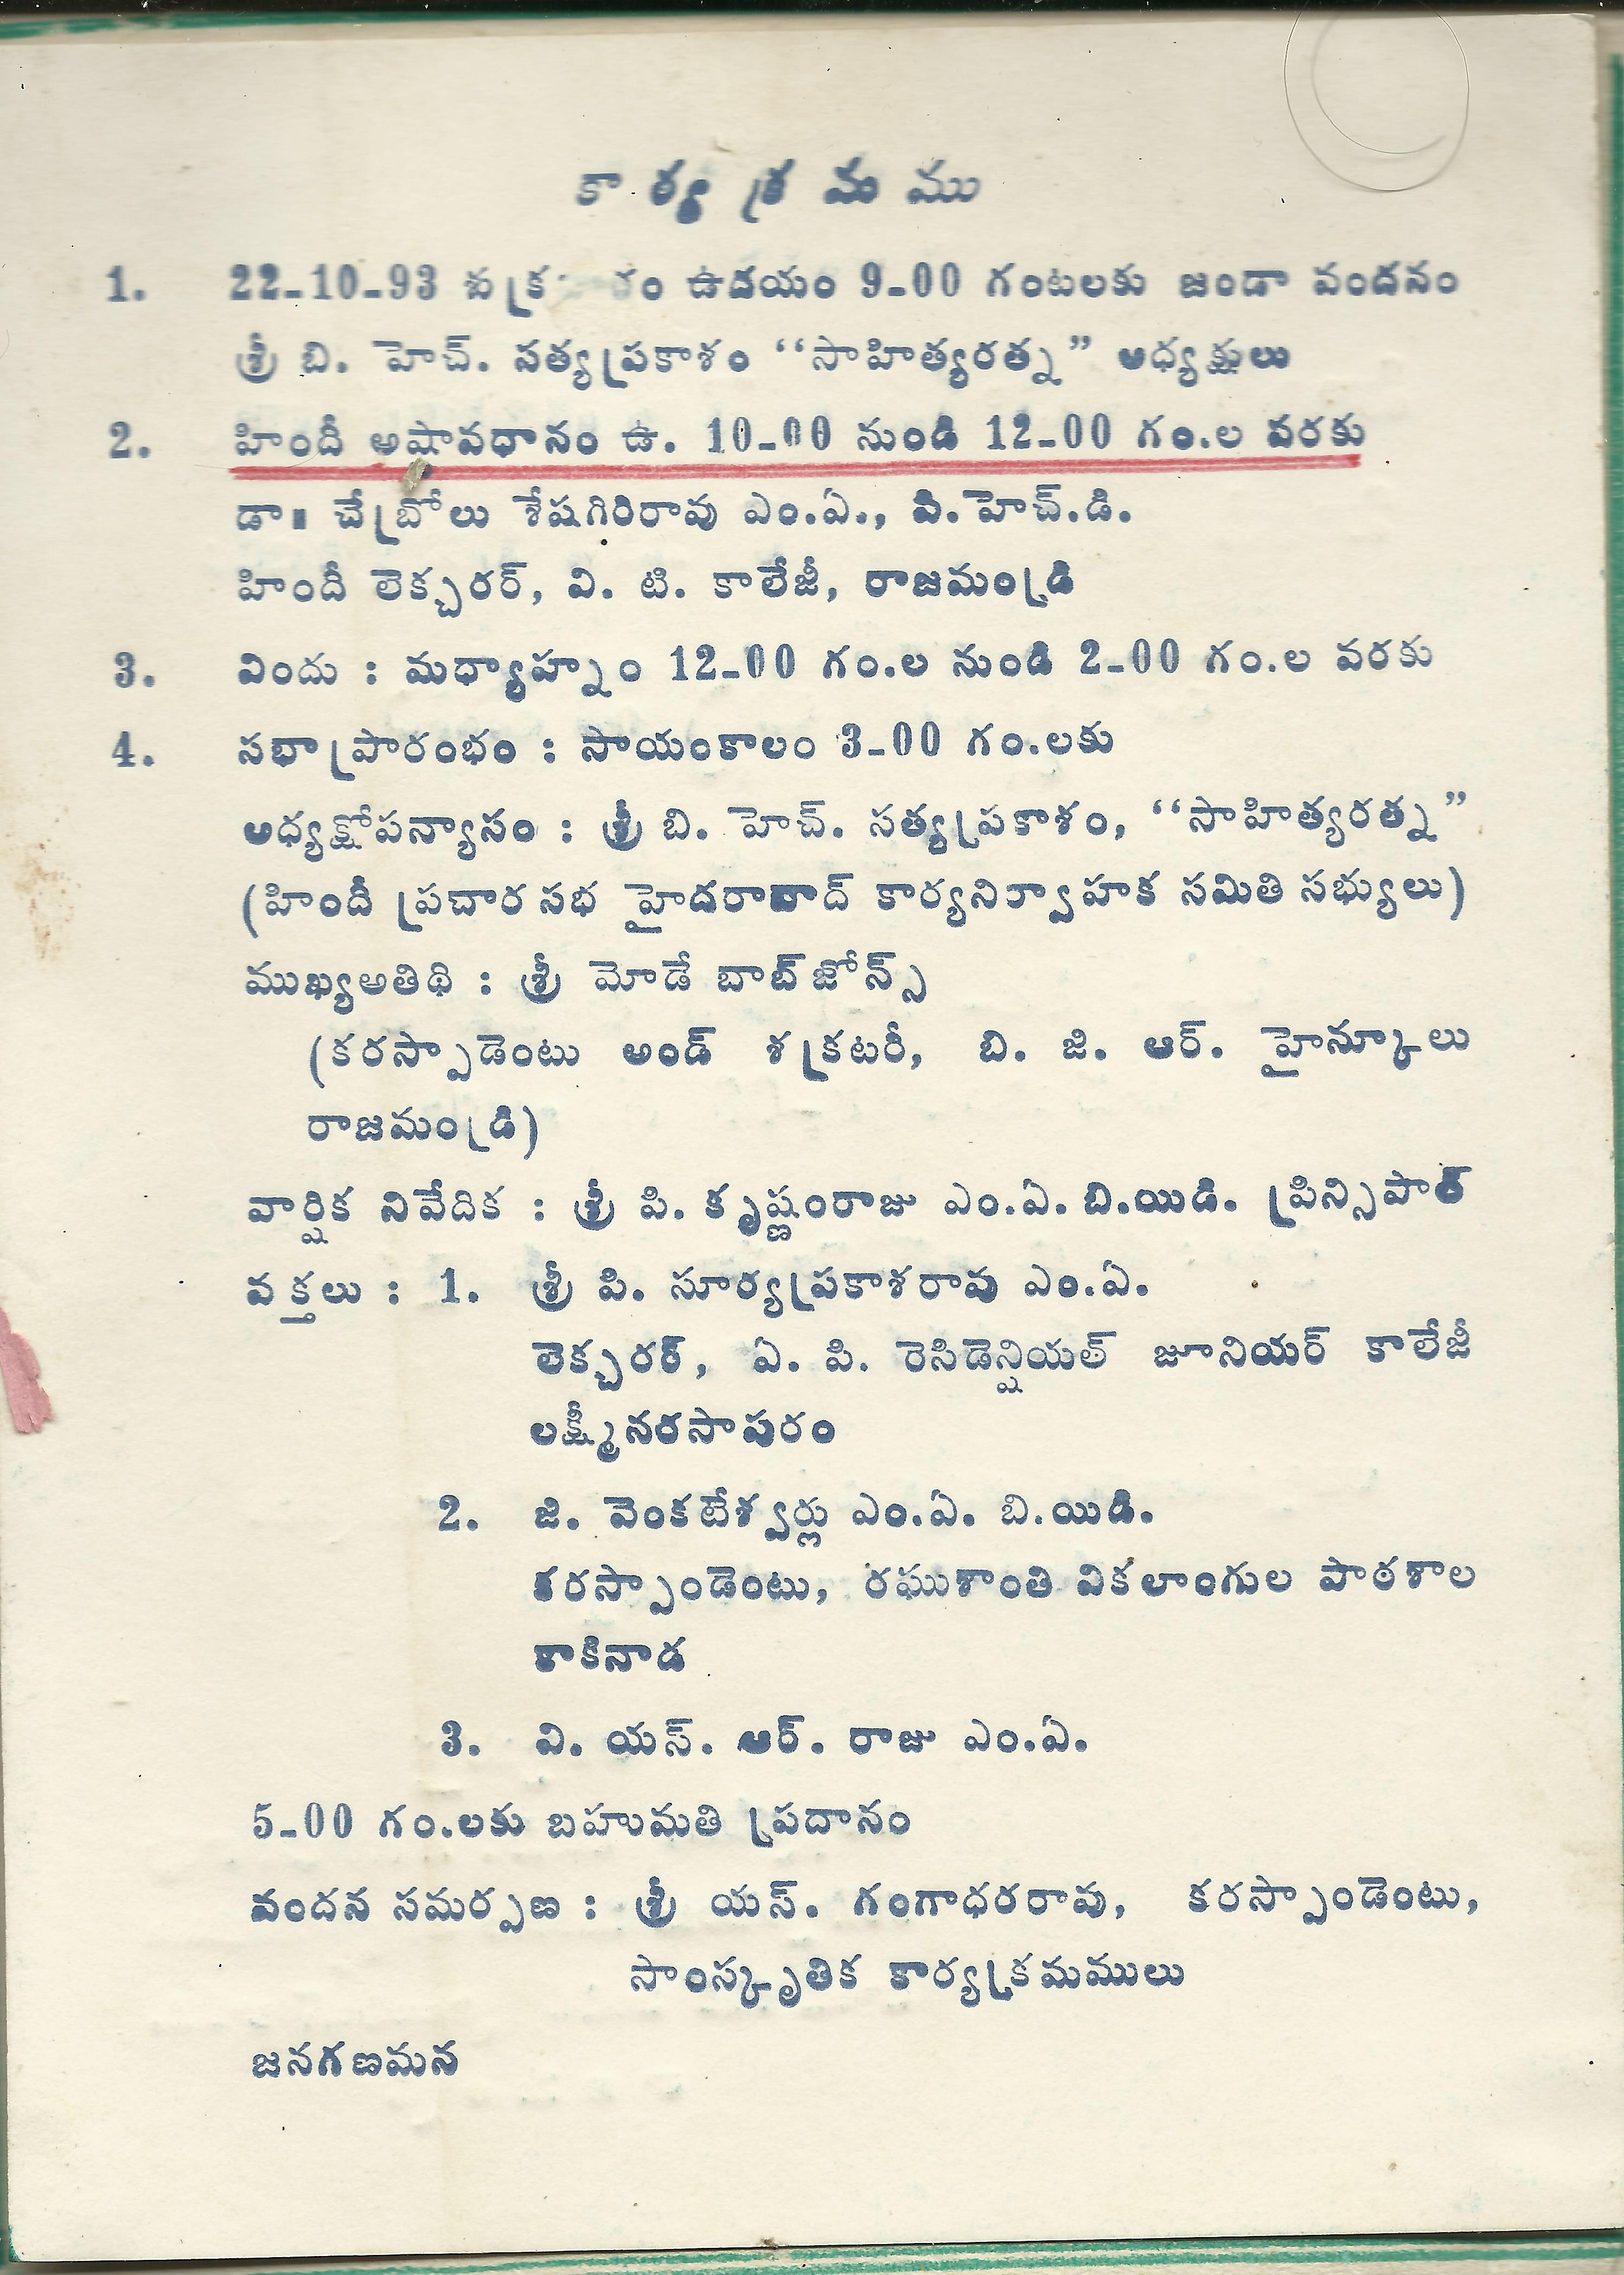 కార్యక్రమము
1. 22-10-93 ఉదయం 9-00 గంటలకు జండా వందనం
శ్రీ బి. హెచ్. సత్యప్రకాశం ‘‘సాహిత్యరత్న” అధ్యక్షులు
2. హిందీ అషావధానం ఉ. 10-00 నుండి 12-00 గం.ల వరకు
డా॥ చేబ్రోలు శేషగిరిరావు ఎం.ఏ., పి.హెచ్.డి.
హిందీ లెక్చరర్, వి. టి. కాలేజీ, రాజమండ్రి
3. విందు : మధ్యాహ్నం 12-00 గం.ల నుండి 2-00 గం.ల వరకు
4. సభాప్రారంభం : సాయంకాలం 3-00 గం.లకు
అధ్యక్షోపన్యాసం : శ్రీ బి. హెచ్. సత్యప్రకాశం, ‘‘సాహిత్యరత్న”
(హిందీ ప్రచార సభ హైదరాబాద్ కార్యనిర్వాహక సమితి సభ్యులు)
ముఖ్యఅతిథి : శ్రీ మోడే బాబ్‌జోన్స్
(కరస్పాడెంటు అండ్ శక్రటరీ, బి. జి. ఆర్. హైస్కూలు
రాజమండ్రి)
వార్షిక నివేదిక : శ్రీ పి. కృష్ణంరాజు ఎం.ఏ. బి.యిడి. ప్రిన్సిపాల్
వక్తలు : 1. శ్రీ పి. సూర్యప్రకాశరావు ఎం.ఏ.
లెక్చరర్, ఏ. పి. రెసిడెన్షియల్ జూనియర్ కాలేజీ
లక్ష్మీనరసాపురం
2. జి. వెంకటేశ్వర్లు ఎం.ఏ. బి.యిడి.
కరస్పాండెంటు, రఘుశాంతి వికలాంగుల పాఠశాల
కాకినాడ
3. వి. యస్. ఆర్. రాజు ఎం.ఏ.
5-00 గం.లకు బహుమతి ప్రదానం
వందన సమర్పణ : శ్రీ యస్. గంగాధరరావు, కరస్పాండెంటు,
సాంస్కృతిక కార్యక్రమములు
జనగణమన